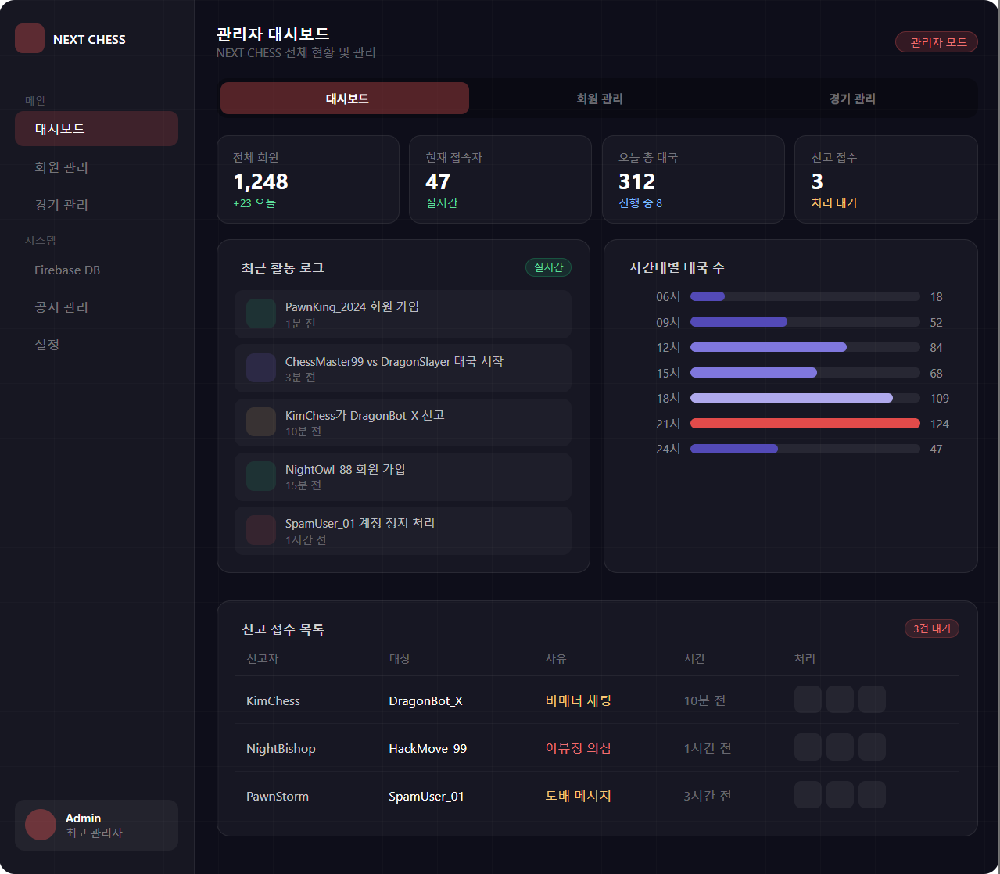 NEXT CHESS
메인
대시보드
회원 관리
경기 관리
시스템
Firebase DB
공지 관리
설정
Admin
최고 관리자
관리자 대시보드
NEXT CHESS 전체 현황 및 관리
관리자 모드
대시보드 회원 관리 경기 관리
전체 회원
1,248
+23 오늘
현재 접속자
47
실시간
오늘 총 대국
312
진행 중 8
신고 접수
3
처리 대기
최근 활동 로그 실시간
PawnKing_2024 회원 가입
1분 전
ChessMaster99 vs DragonSlayer 대국 시작
3분 전
KimChess가 DragonBot_X 신고
10분 전
NightOwl_88 회원 가입
15분 전
SpamUser_01 계정 정지 처리
1시간 전
시간대별 대국 수
06시 18
09시 52
12시 84
15시 68
18시 109
21시 124
24시 47
신고 접수 목록 3건 대기
신고자 대상 사유 시간 처리
KimChess DragonBot_X 비매너 채팅 10분 전
NightBishop HackMove_99 어뷰징 의심 1시간 전
PawnStorm SpamUser_01 도배 메시지 3시간 전